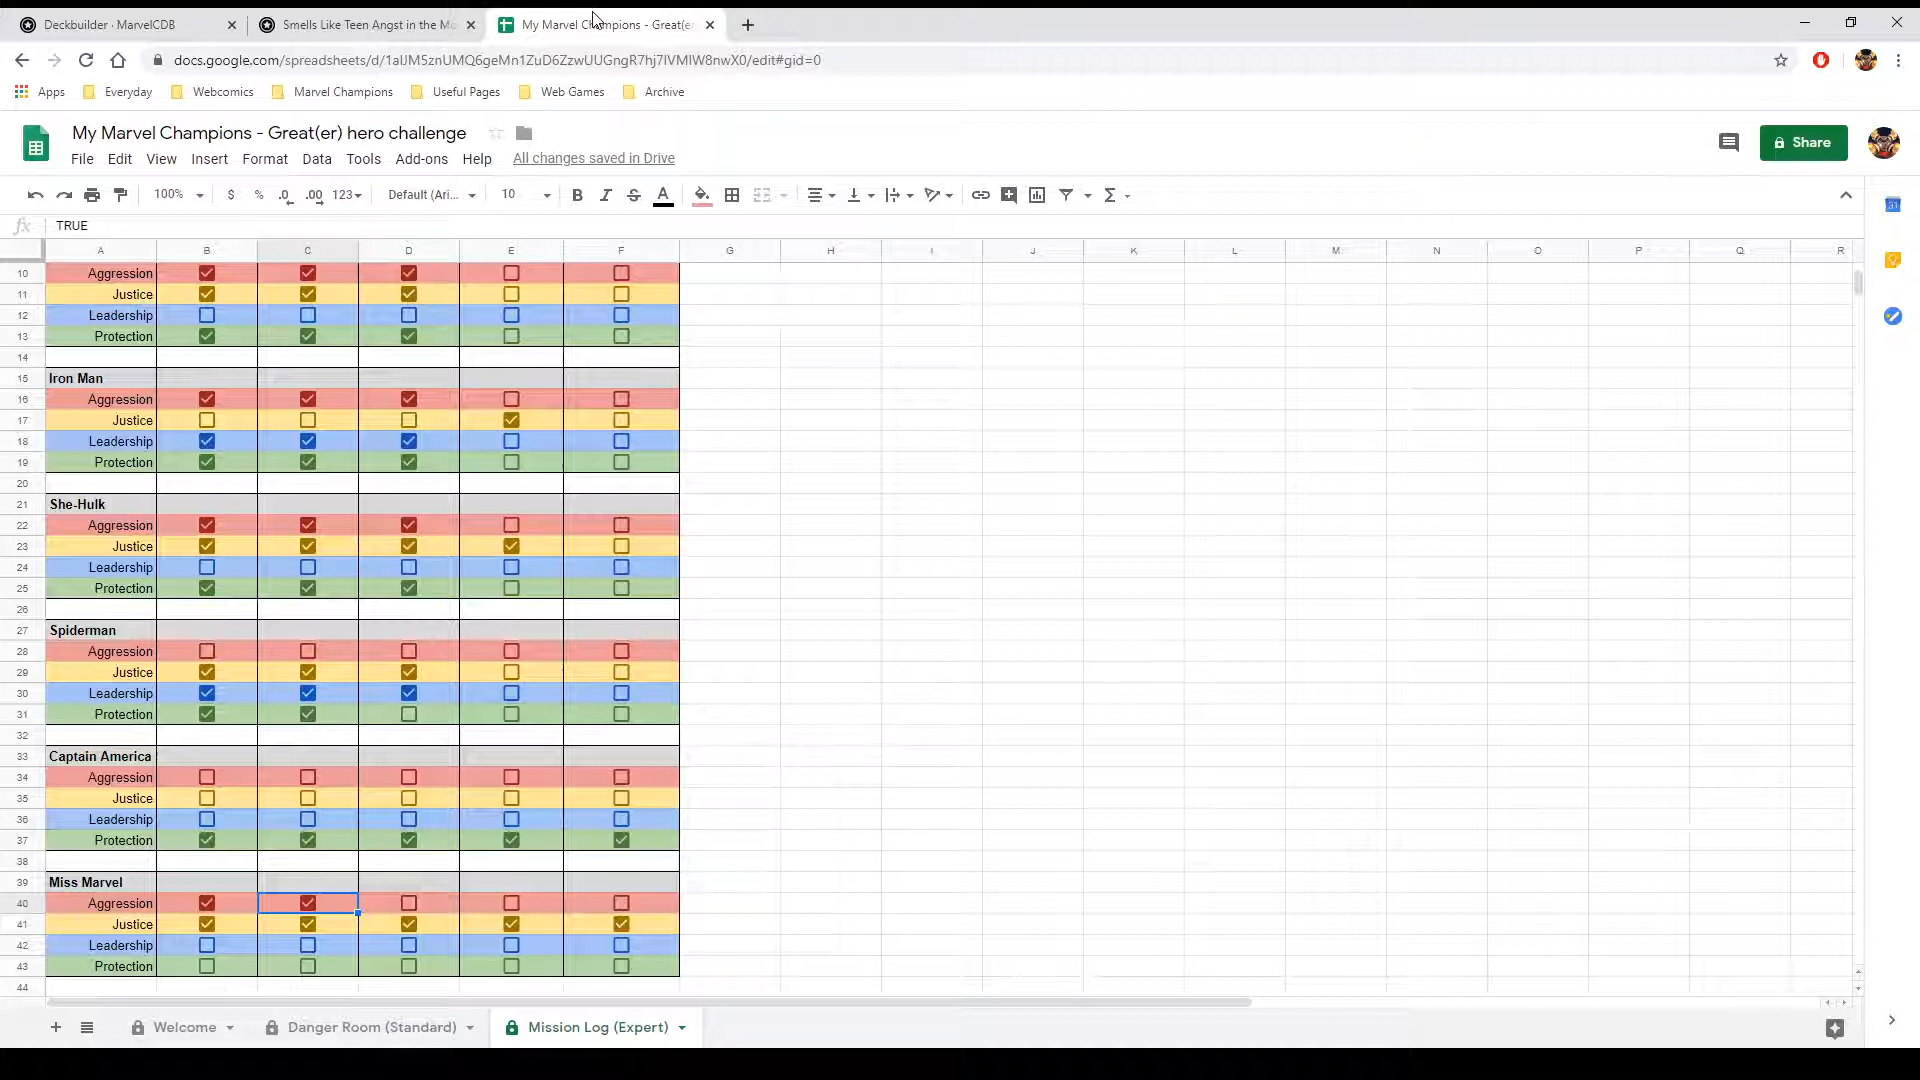 Deckbuilder · MarvelCDB
Smells Like Teen Angst in the Mo
My Marvel Champions - Great(er
docs.google.com/spreadsheets/d/1aIJM5znUMQ6geMn1ZuD6ZzwUUGngR7hj7IVMIW8nwX0/edit#gid=0
Apps Everyday Webcomics Marvel Champions Useful Pages Web Games Archive
My Marvel Champions - Great(er) hero challenge
Share
File Edit View Insert Format Data Tools Add-ons Help All changes saved in Drive
100% $ % .0 .00 123 Default (Ari... 10 B I S A Σ
fx TRUE
A B C D E F G H I J K L M N O P Q R
10 Aggression
11 Justice
12 Leadership
13 Protection
14
15 Iron Man
16 Aggression
17 Justice
18 Leadership
19 Protection
20
21 She-Hulk
22 Aggression
23 Justice
24 Leadership
25 Protection
26
27 Spiderman
28 Aggression
29 Justice
30 Leadership
31 Protection
32
33 Captain America
34 Aggression
35 Justice
36 Leadership
37 Protection
38
39 Miss Marvel
40 Aggression
41 Justice
42 Leadership
43 Protection
44
Welcome Danger Room (Standard) Mission Log (Expert)